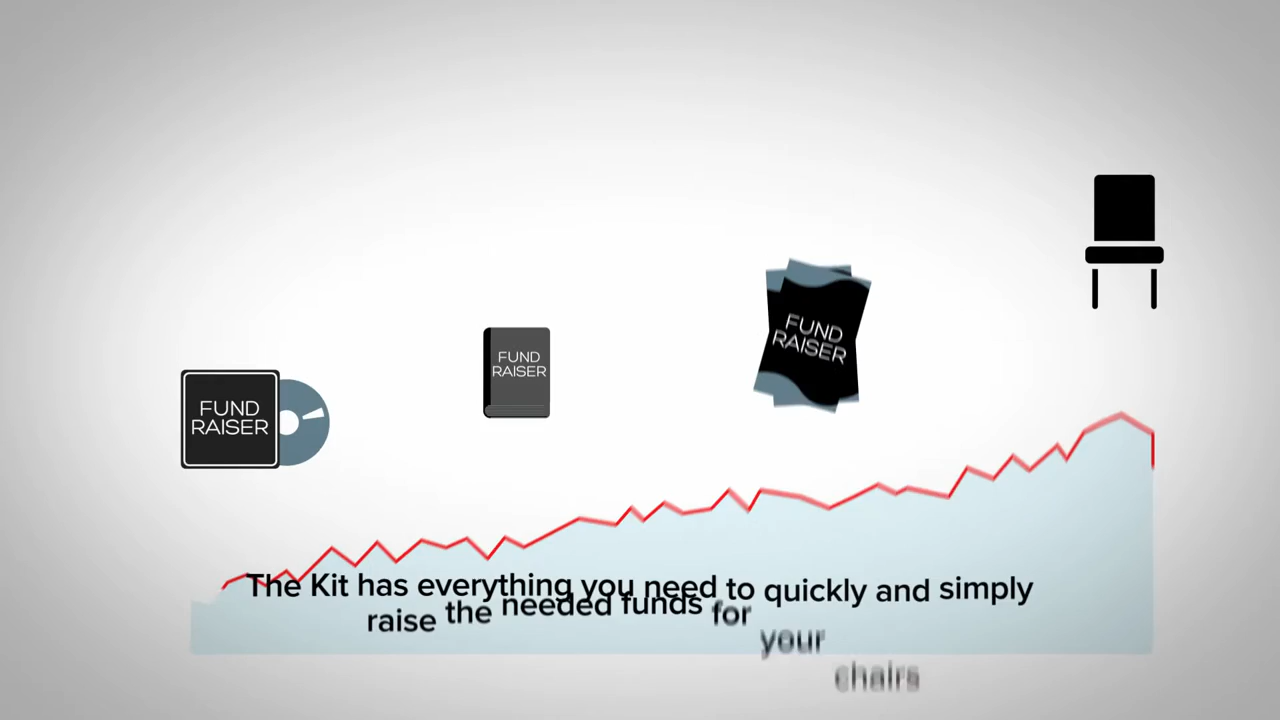 FUND
RAISER
FUND
RAISER
FUND
RAISER
The Kit has everything you need to quickly and simply
raise the needed funds for your chairs